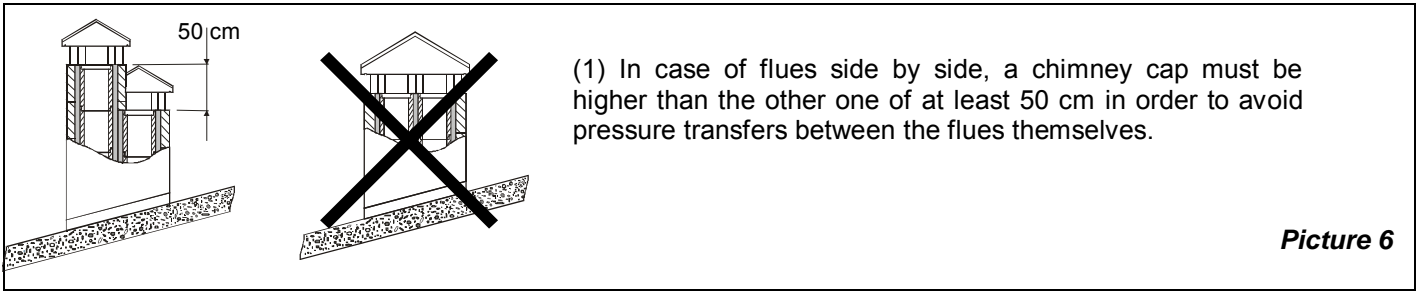 50 cm
(1) In case of flues side by side, a chimney cap must be
higher than the other one of at least 50 cm in order to avoid
pressure transfers between the flues themselves.
Picture 6